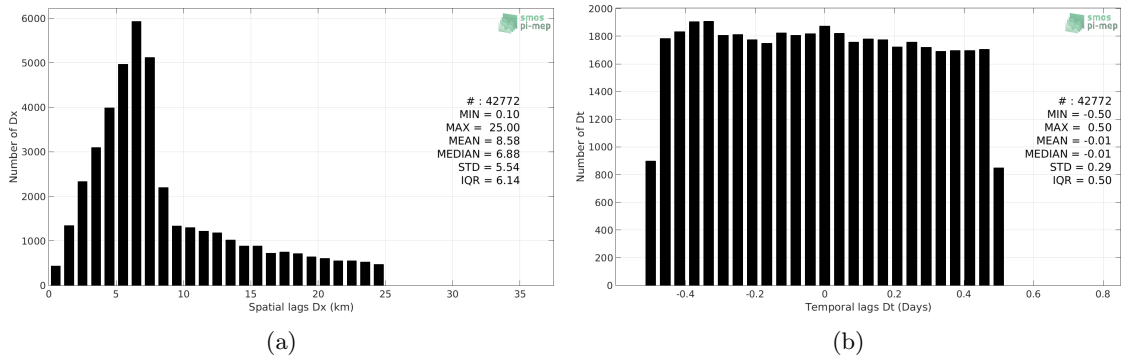 smos
pi-mep
6000
5000
4000
3000
2000
1000
0
Number of Dx
# : 42772
MIN = 0.10
MAX = 25.00
MEAN = 8.58
MEDIAN = 6.88
STD = 5.54
IQR = 6.14
0 5 10 15 20 25 30 35
Spatial lags Dx (km)
(a)
smos
pi-mep
2000
1800
1600
1400
1200
1000
800
600
400
200
0
Number of Dt
# : 42772
MIN = -0.50
MAX = 0.50
MEAN = -0.01
MEDIAN = -0.01
STD = 0.29
IQR = 0.50
-0.4 -0.2 0 0.2 0.4 0.6 0.8
Temporal lags Dt (Days)
(b)